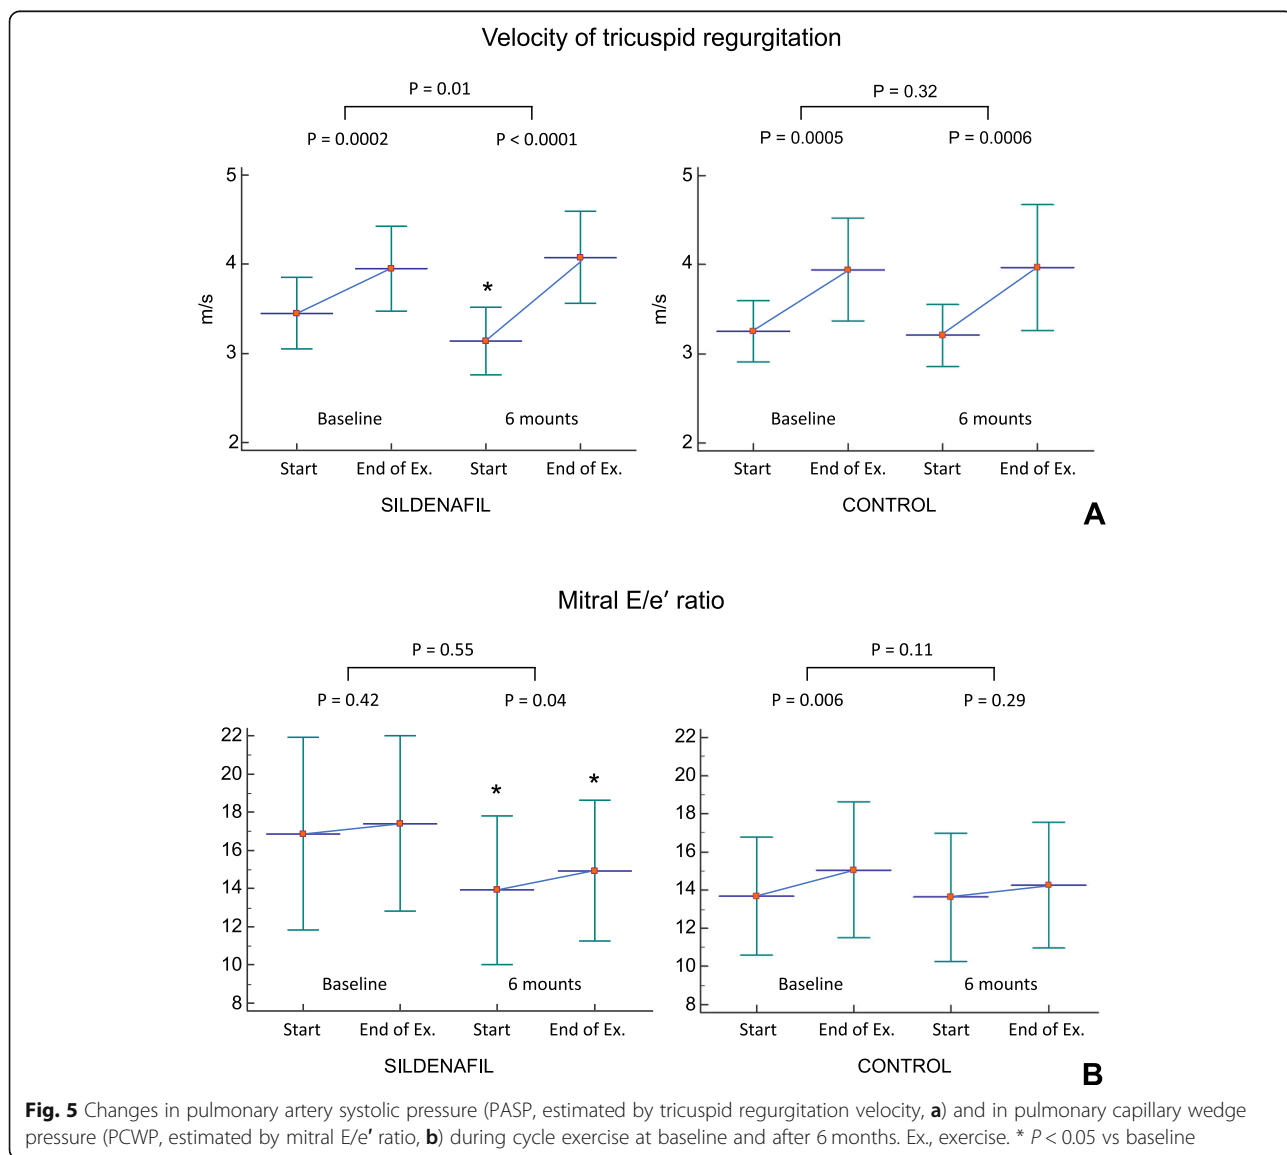 Velocity of tricuspid regurgitation
P = 0.01
P = 0.0002
P < 0.0001
P = 0.32
P = 0.0005
P = 0.0006
5
4
3
2
m/s
*
Baseline
6 mounts
Start
End of Ex.
Start
End of Ex.
SILDENAFIL
5
4
3
2
m/s
Baseline
6 mounts
Start
End of Ex.
Start
End of Ex.
CONTROL
A
Mitral E/e′ ratio
P = 0.55
P = 0.42
P = 0.04
P = 0.11
P = 0.006
P = 0.29
22
20
18
16
14
12
10
8
*
*
Baseline
6 mounts
Start
End of Ex.
Start
End of Ex.
SILDENAFIL
22
20
18
16
14
12
10
8
Baseline
6 mounts
Start
End of Ex.
Start
End of Ex.
CONTROL
B
Fig. 5 Changes in pulmonary artery systolic pressure (PASP, estimated by tricuspid regurgitation velocity, a) and in pulmonary capillary wedge
pressure (PCWP, estimated by mitral E/e′ ratio, b) during cycle exercise at baseline and after 6 months. Ex., exercise. * P < 0.05 vs baseline